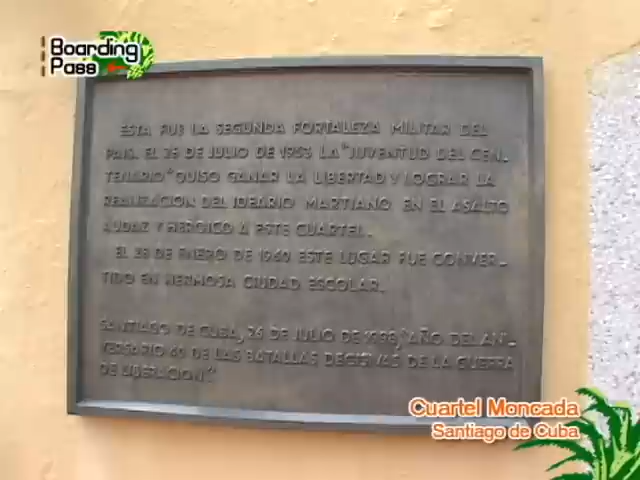 Boarding
Pass
ESTA FUE LA SEGUNDA FORTALEZA MILITAR DEL
PAIS. EL 26 DE JULIO DE 1953 LA "JUVENTUD DEL CEN-
TENARIO" QUISO GANAR LA LIBERTAD Y LOGRAR LA
REALIZACION DEL IDEARIO MARTIANO EN EL ASALTO
AUDAZ Y HEROICO A ESTE CUARTEL.
EL 28 DE ENERO DE 1960 ESTE LUGAR FUE CONVER-
TIDO EN HERMOSA CIUDAD ESCOLAR.
SANTIAGO DE CUBA, 26 DE JULIO DE 1998, "AÑO DEL ANI-
VERSARIO 40 DE LAS BATALLAS DECISIVAS DE LA GUERRA
DE LIBERACION".
Cuartel Moncada
Santiago de Cuba